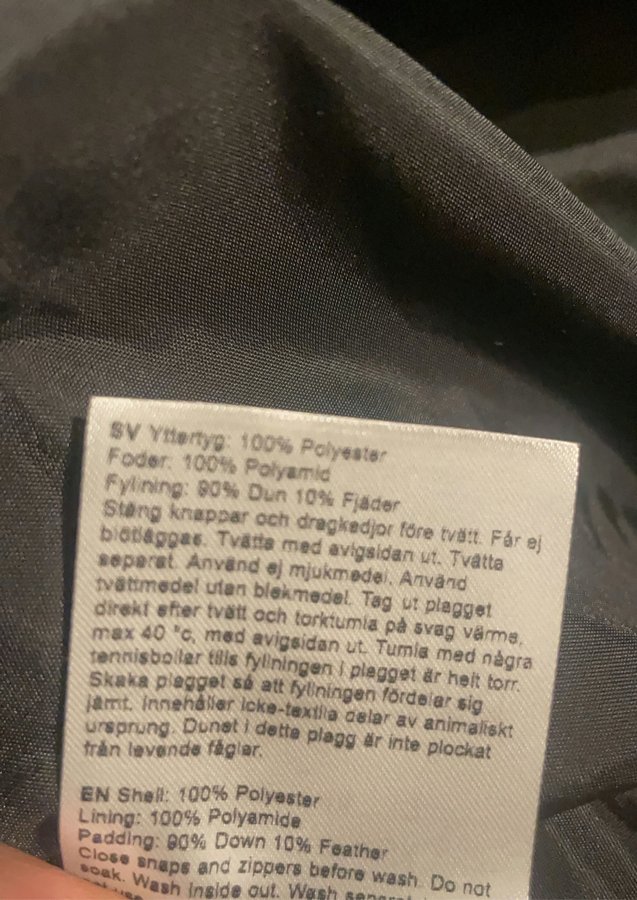 SV Yttertyg: 100% Polyester
Foder: 100% Polyamid
Fyllning: 90% Dun 10% Fjäder
Stäng knappar och dragkedjor före tvätt. Får ej
blötläggas. Tvätta med avigsidan ut. Tvätta
separat. Använd ej mjukmedel. Använd
tvättmedel utan blekmedel. Tag ut plagget
direkt efter tvätt och torktumla på svag värme,
max 40 °c, med avigsidan ut. Tumla med några
tennisbollar tills fyllningen i plagget är helt torr.
Skaka plagget så att fyllningen fördelar sig
jämt. Innehåller icke-textila delar av animaliskt
ursprung. Dunet i detta plagg är inte plockat
från levande fåglar.
EN Shell: 100% Polyester
Lining: 100% Polyamide
Padding: 90% Down 10% Feather
Close snaps and zippers before wash. Do not
soak. Wash inside out. Wash